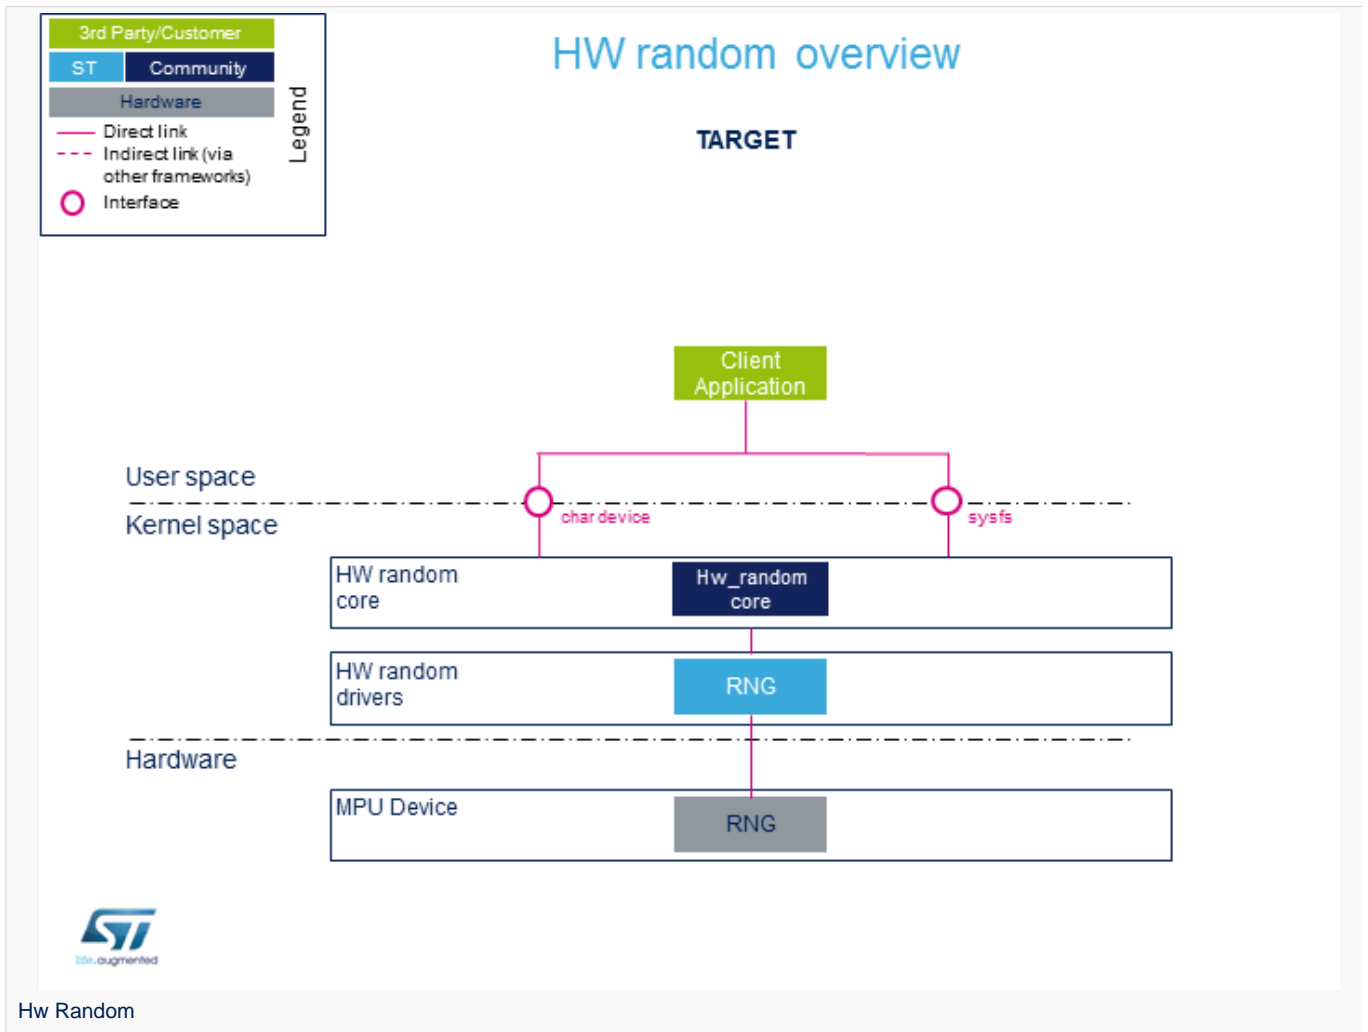 3rd Party/Customer
ST
Community
Hardware
Direct link
Indirect link (via
other frameworks)
Interface
Legend
HW random overview
TARGET
Client
Application
User space
Kernel space
char device
sysfs
HW random
core
Hw_random
core
HW random
drivers
RNG
Hardware
MPU Device
RNG
ST
life.augmented
Hw Random